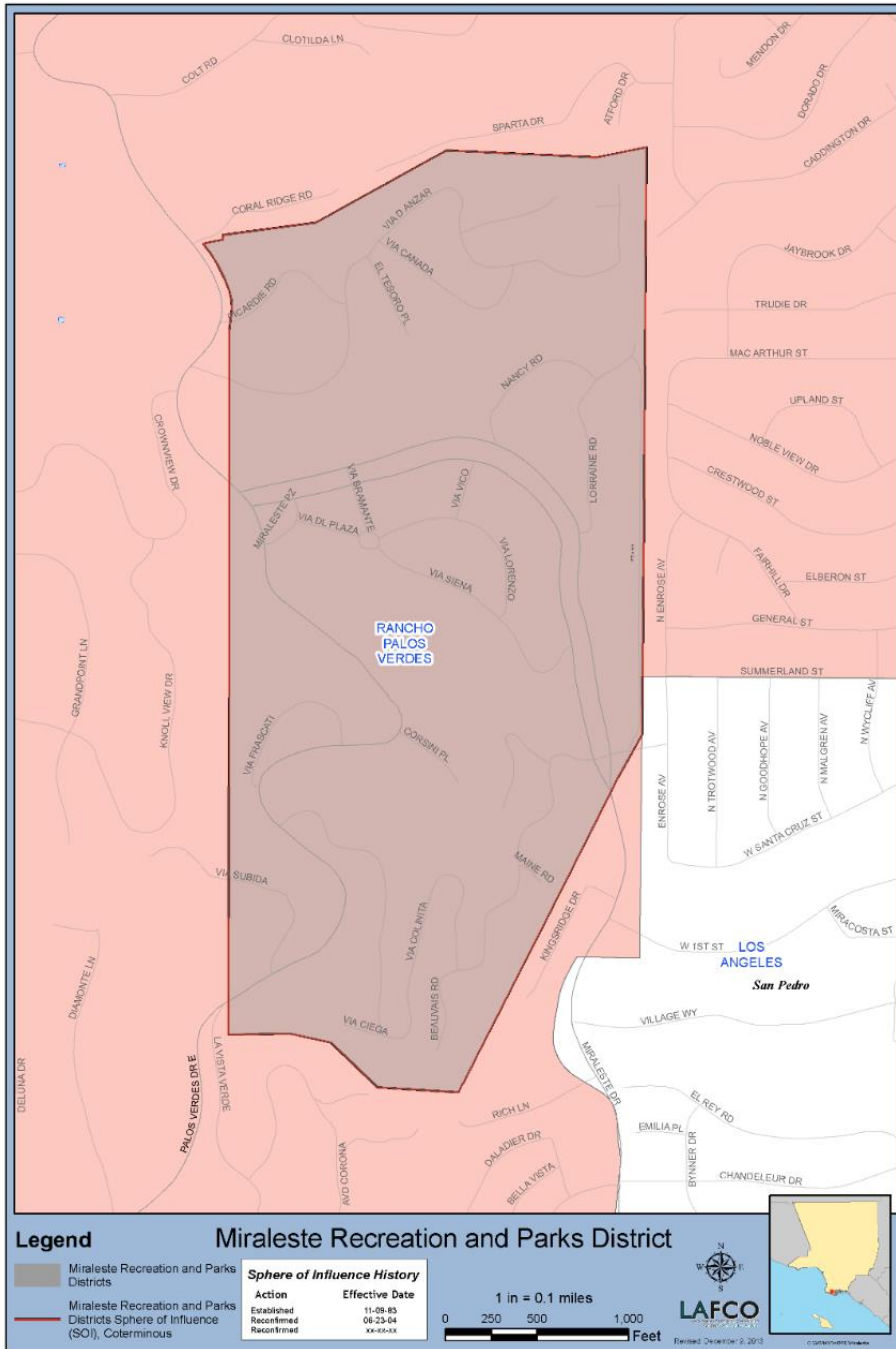 CLOTILDA LN
COLT RD
MENDON DR
DORADO DR
ATFORD DR
SPARTA DR
CADDINGTON DR
CORAL RIDGE RD
VIA D ANZAR
VIA CANADA
EL TESORO PL
JAYBROOK DR
TRUDIE DR
MAC ARTHUR ST
NANCY RD
UPLAND ST
CROWNVIEW DR
NOBLE VIEW DR
CRESTWOOD ST
LORRAINE RD
VIA BRAMANTE
VIA VICO
MIRALESTE PZ
VIA DL PLAZA
VIA LORENZO
VIA SIENA
FAIRHILL DR
ELBERON ST
N ENROSE AV
GENERAL ST
RANCHO
PALOS
VERDES
SUMMERLAND ST
GRANDPOINT LN
KNOLL VIEW DR
VIA FRASCATI
CORSINI PL
ENROSE AV
N TROTWOOD AV
N GOODHOPE AV
N MALGREN AV
N WYCLIFF AV
W SANTA CRUZ ST
MAINE RD
VIA SUBIDA
VIA COLINITA
KINGSRIDGE DR
MIRACOSTA ST
W 1ST ST
LOS
ANGELES
San Pedro
DIAMONTE LN
BEAUVAIS RD
VIA CIEGA
VILLAGE WY
DELUNA DR
PALOS VERDES DR E
LA VISTA VERDE
MIRALESTE DR
RICH LN
EL REY RD
EMILIA PL
BYNNER DR
DALADIER DR
AVD CORONA
BELLA VISTA
CHANDELEUR DR
Legend
Miraleste Recreation and Parks
Districts
Miraleste Recreation and Parks
Districts Sphere of Influence
(SOI), Coterminous
Miraleste Recreation and Parks District
Sphere of Influence History
Action Effective Date
Established 11-09-83
Reconfirmed 06-23-04
Reconfirmed xx-xx-xx
1 in = 0.1 miles
0 250 500 1,000
Feet
N
W E
S
LAFCO
Revised December 2, 2013